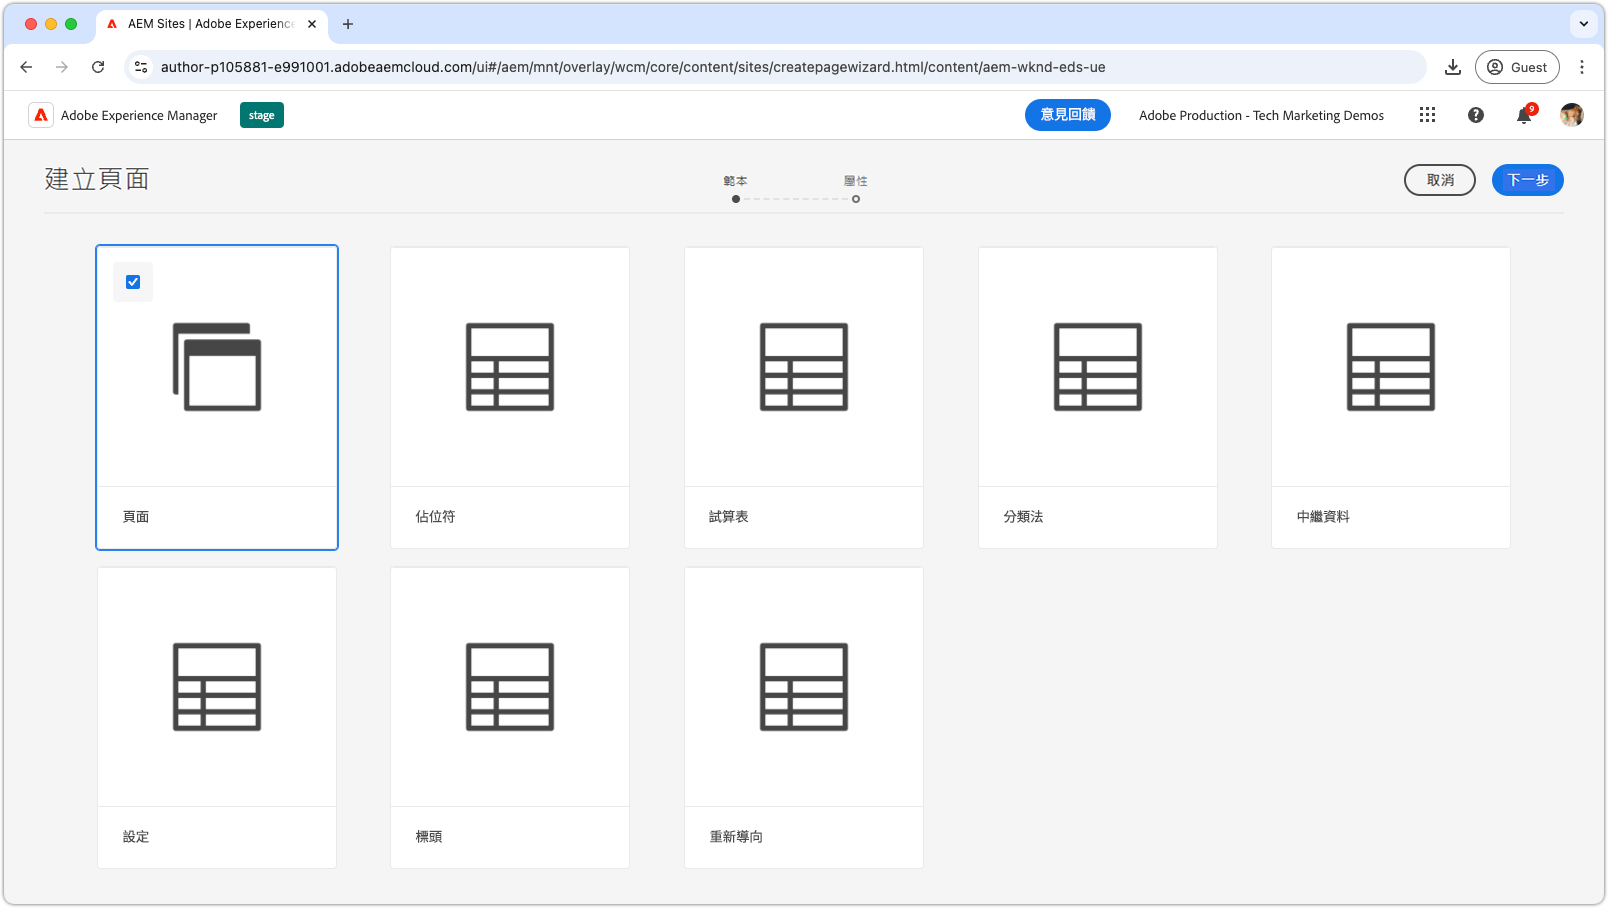 AEM Sites | Adobe Experience
author-p105881-e991001.adobeaemcloud.com/ui#/aem/mnt/overlay/wcm/core/content/sites/createpagewizard.html/content/aem-wknd-eds-ue
Guest
Adobe Experience Manager
stage
意見回饋
Adobe Production - Tech Marketing Demos
9
建立頁面
範本
屬性
取消
下一步
頁面
佔位符
試算表
分類法
中繼資料
設定
標頭
重新導向